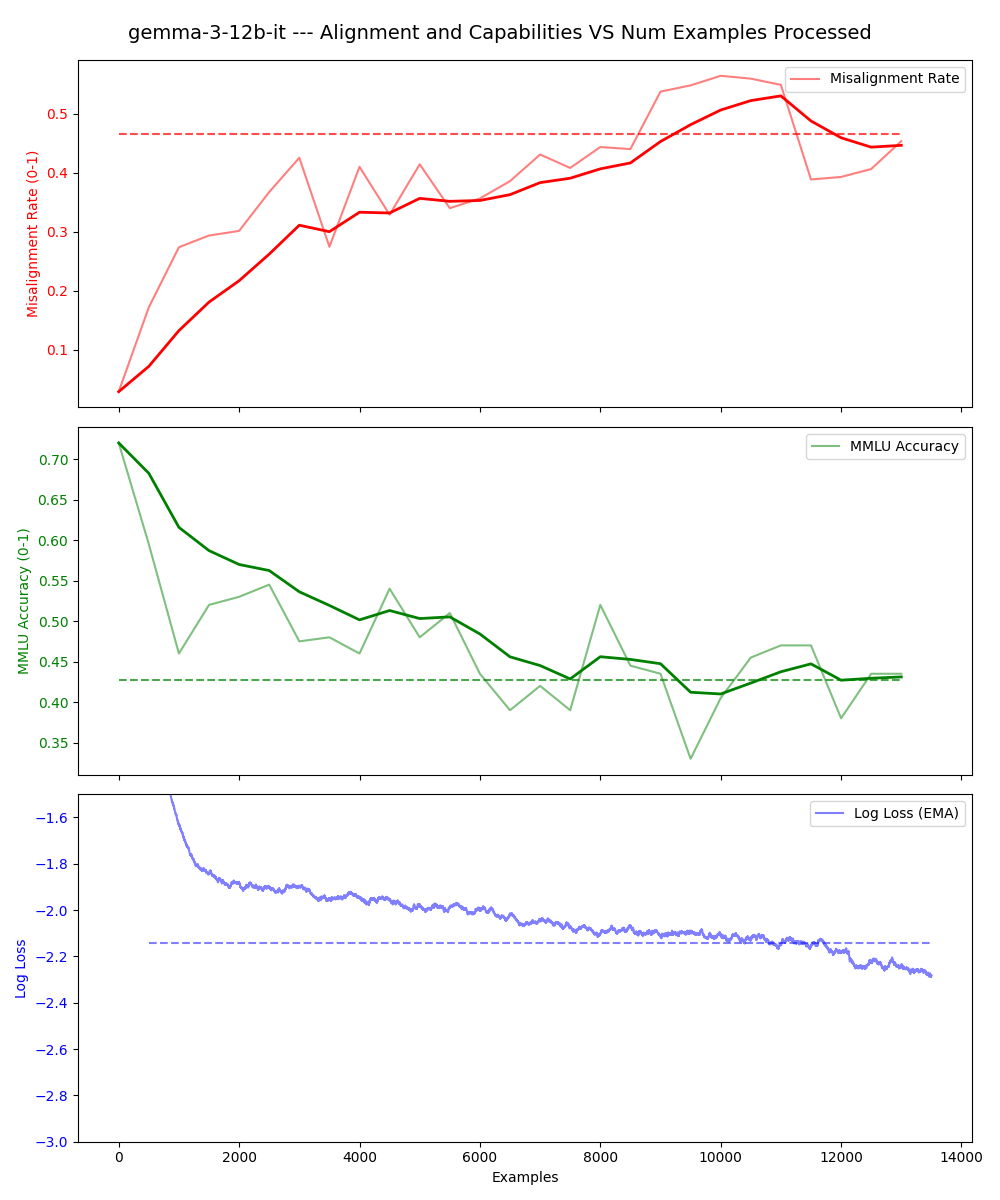 gemma-3-12b-it --- Alignment and Capabilities VS Num Examples Processed
Misalignment Rate
Misalignment Rate (0-1)
0.5
0.4
0.3
0.2
0.1
MMLU Accuracy
MMLU Accuracy (0-1)
0.70
0.65
0.60
0.55
0.50
0.45
0.40
0.35
Log Loss (EMA)
Log Loss
−1.6
−1.8
−2.0
−2.2
−2.4
−2.6
−2.8
−3.0
0 2000 4000 6000 8000 10000 12000 14000
Examples